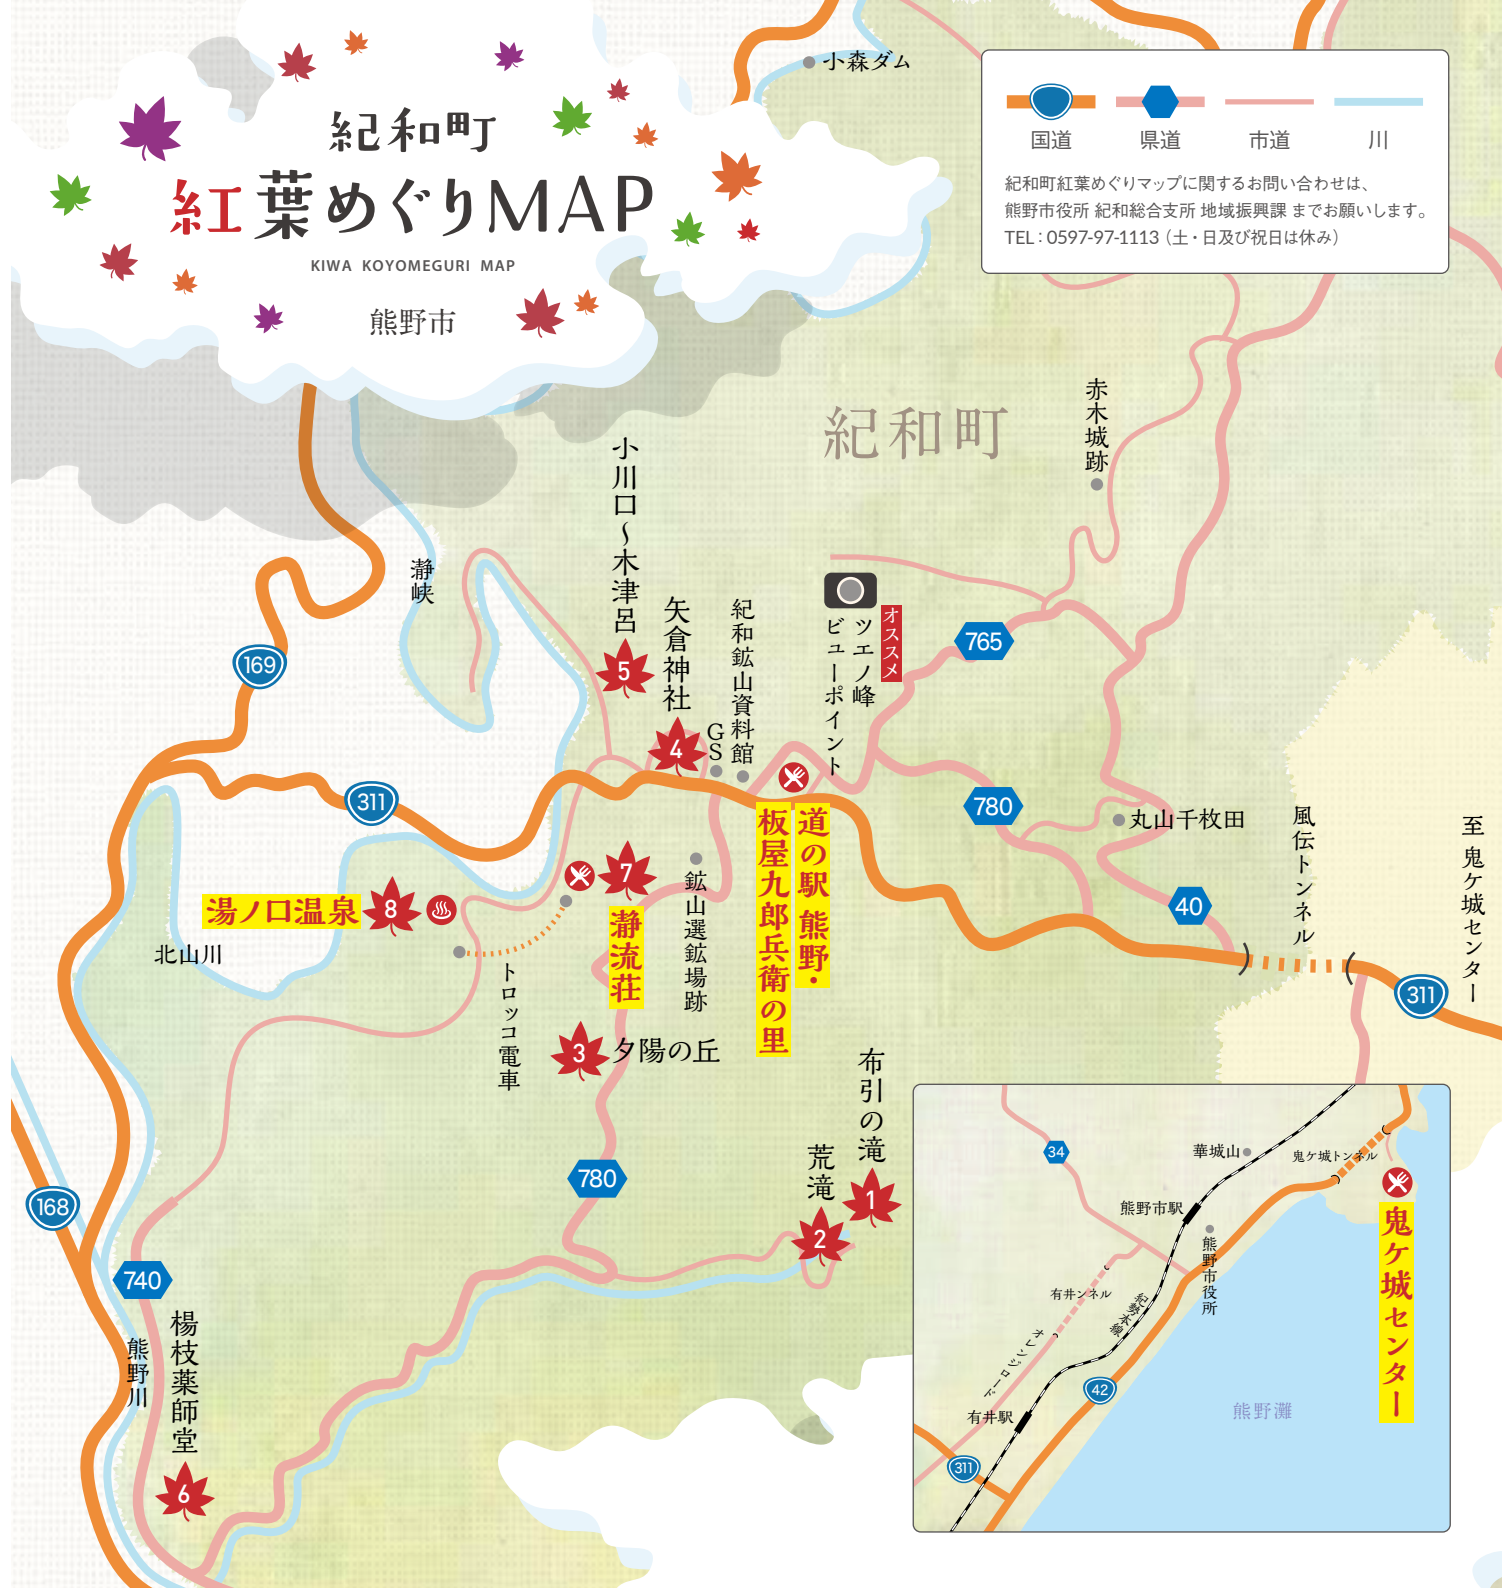 紀和町
紅葉めぐりMAP
KIWA KOYOMEGURI MAP
熊野市
小森ダム
国道
県道
市道
川
紀和町紅葉めぐりマップに関するお問い合わせは、
熊野市役所 紀和総合支所 地域振興課 までお願いします。
TEL：0597-97-1113（土・日及び祝日は休み）
紀和町
赤木城跡
小川口〜木津呂
5
瀞峡
矢倉神社
4
GS
紀和鉱山資料館
オススメ
ツエノ峰
ビューポイント
765
169
311
780
丸山千枚田
風伝トンネル
至 鬼ケ城センター
40
311
道の駅 熊野・
板屋九郎兵衛の里
7
瀞流荘
鉱山選鉱場跡
湯ノ口温泉
8
北山川
トロッコ電車
3
夕陽の丘
布引の滝
1
荒滝
2
780
168
740
熊野川
楊枝薬師堂
6
34
華城山
鬼ケ城トンネル
熊野市駅
熊野市役所
鬼ケ城センター
有井ンネル
紀勢本線
オレンジロード
42
有井駅
熊野灘
311